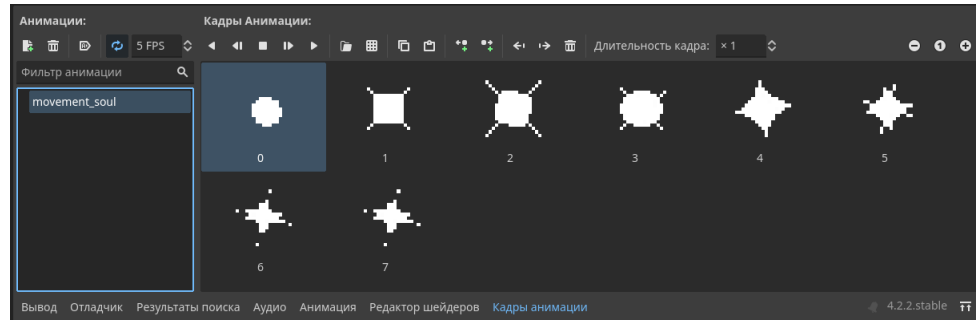 Анимации:
Кадры Анимации:
5 FPS
Длительность кадра: × 1
Фильтр анимации
movement_soul
0 1 2 3 4 5
6 7
Вывод Отладчик Результаты поиска Аудио Анимация Редактор шейдеров Кадры анимации 4.2.2.stable